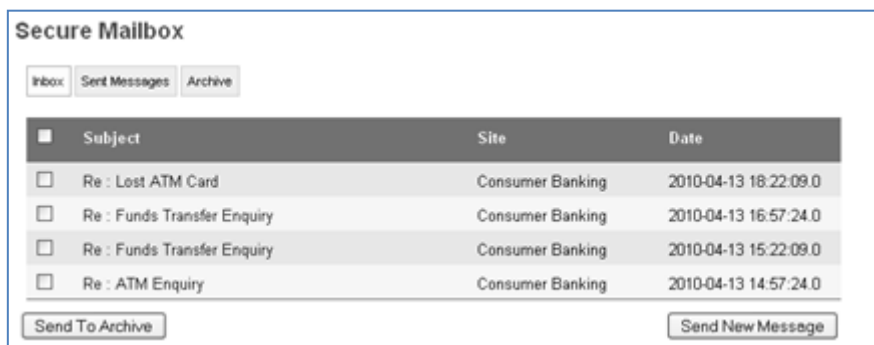 Secure Mailbox
Inbox Sent Messages Archive
Subject Site Date
Re : Lost ATM Card Consumer Banking 2010-04-13 18:22:09.0
Re : Funds Transfer Enquiry Consumer Banking 2010-04-13 16:57:24.0
Re : Funds Transfer Enquiry Consumer Banking 2010-04-13 15:22:09.0
Re : ATM Enquiry Consumer Banking 2010-04-13 14:57:24.0
Send To Archive Send New Message